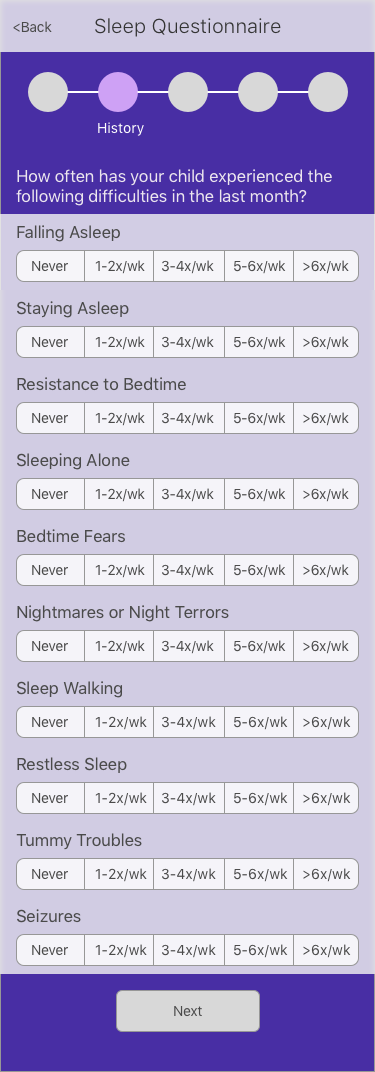 <Back Sleep Questionnaire
History
How often has your child experienced the
following difficulties in the last month?
Falling Asleep
Never 1-2x/wk 3-4x/wk 5-6x/wk >6x/wk
Staying Asleep
Never 1-2x/wk 3-4x/wk 5-6x/wk >6x/wk
Resistance to Bedtime
Never 1-2x/wk 3-4x/wk 5-6x/wk >6x/wk
Sleeping Alone
Never 1-2x/wk 3-4x/wk 5-6x/wk >6x/wk
Bedtime Fears
Never 1-2x/wk 3-4x/wk 5-6x/wk >6x/wk
Nightmares or Night Terrors
Never 1-2x/wk 3-4x/wk 5-6x/wk >6x/wk
Sleep Walking
Never 1-2x/wk 3-4x/wk 5-6x/wk >6x/wk
Restless Sleep
Never 1-2x/wk 3-4x/wk 5-6x/wk >6x/wk
Tummy Troubles
Never 1-2x/wk 3-4x/wk 5-6x/wk >6x/wk
Seizures
Never 1-2x/wk 3-4x/wk 5-6x/wk >6x/wk
Next